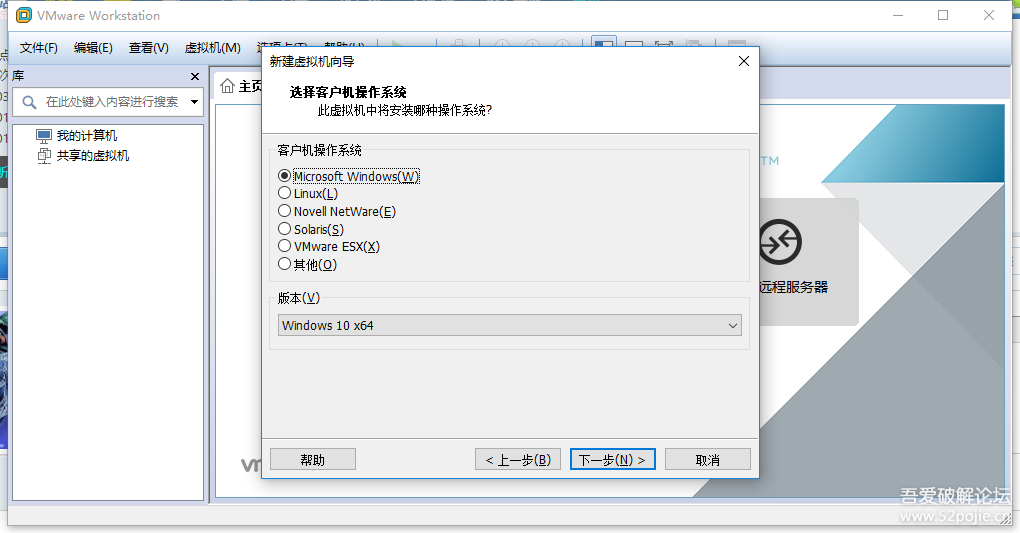 VMware Workstation
文件(F) 编辑(E) 查看(V) 虚拟机(M) 选项卡(T) 帮助(H)
库
在此处键入内容进行搜索
我的计算机
共享的虚拟机
主页
新建虚拟机向导
选择客户机操作系统
此虚拟机中将安装哪种操作系统?
客户机操作系统
Microsoft Windows(W)
Linux(L)
Novell NetWare(E)
Solaris(S)
VMware ESX(X)
其他(O)
版本(V)
Windows 10 x64
帮助
< 上一步(B)
下一步(N) >
取消
TM
远程服务器
vm
吾爱破解论坛
www.52pojie.cn